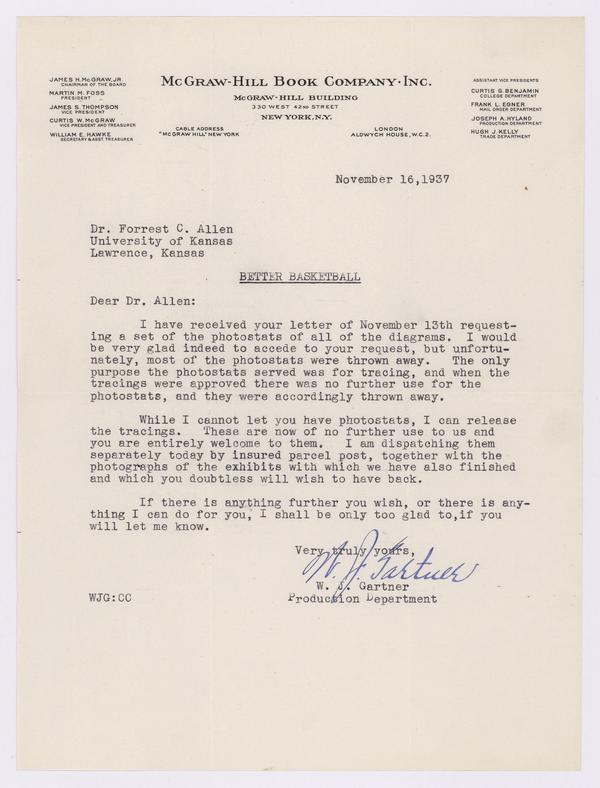 JAMES H. McGRAW, JR.
CHAIRMAN OF THE BOARD
MARTIN M. FOSS
PRESIDENT
JAMES S. THOMPSON
VICE PRESIDENT
CURTIS W. McGRAW
VICE PRESIDENT AND TREASURER
WILLIAM E. HAWKE
SECRETARY & ASST. TREASURER
McGRAW-HILL BOOK COMPANY · INC.
McGRAW-HILL BUILDING
330 WEST 42ND STREET
NEW YORK, N.Y.
CABLE ADDRESS
"McGRAW HILL" NEW YORK
LONDON
ALDWYCH HOUSE, W.C.2.
ASSISTANT VICE PRESIDENTS
CURTIS G. BENJAMIN
COLLEGE DEPARTMENT
FRANK L. EGNER
MAIL ORDER DEPARTMENT
JOSEPH A. HYLAND
PRODUCTION DEPARTMENT
HUGH J. KELLY
TRADE DEPARTMENT
November 16,1937
Dr. Forrest C. Allen
University of Kansas
Lawrence, Kansas
BETTER BASKETBALL
Dear Dr. Allen:
I have received your letter of November 13th request-
ing a set of the photostats of all of the diagrams. I would
be very glad indeed to accede to your request, but unfortu-
nately, most of the photostats were thrown away. The only
purpose the photostats served was for tracing, and when the
tracings were approved there was no further use for the
photostats, and they were accordingly thrown away.
While I cannot let you have photostats, I can release
the tracings. These are now of no further use to us and
you are entirely welcome to them. I am dispatching them
separately today by insured parcel post, together with the
photographs of the exhibits with which we have also finished
and which you doubtless will wish to have back.
If there is anything further you wish, or there is any-
thing I can do for you, I shall be only too glad to,if you
will let me know.
Very truly yours,
W. J. Gartner
W. J. Gartner
Production Department
WJG:CC